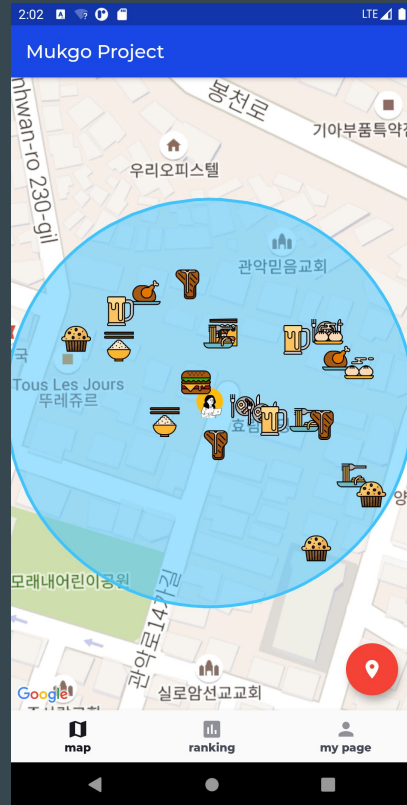 2:02
LTE
Mukgo Project
봉천로
nhwan-ro 230-gil
기아부품특약점
우리오피스텔
관악믿음교회
국
Tous Les Jours
뚜레쥬르
양
모래내어린이공원
관악로14가길
실로암선교교회
Google
map
ranking
my page